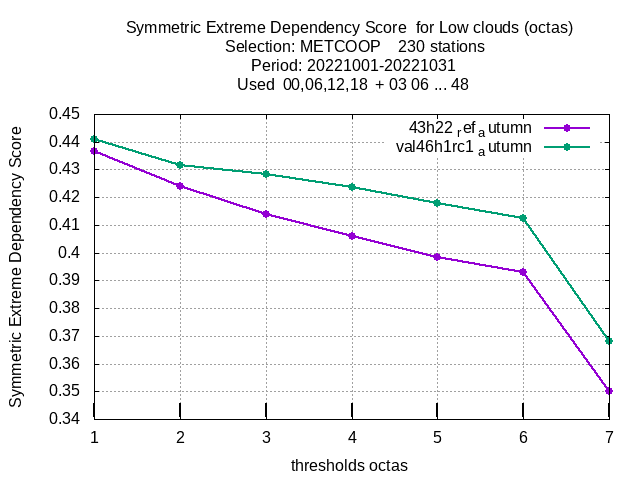 Symmetric Extreme Dependency Score  for Low clouds (octas)
Selection: METCOOP    230 stations
Period: 20221001-20221031
Used  00,06,12,18  + 03 06 ... 48
43h22 refa utumn
val46h1rc1 a utumn
Symmetric Extreme Dependency Score
0.45
0.44
0.43
0.42
0.41
0.4
0.39
0.38
0.37
0.36
0.35
0.34
1 2 3 4 5 6 7
thresholds octas